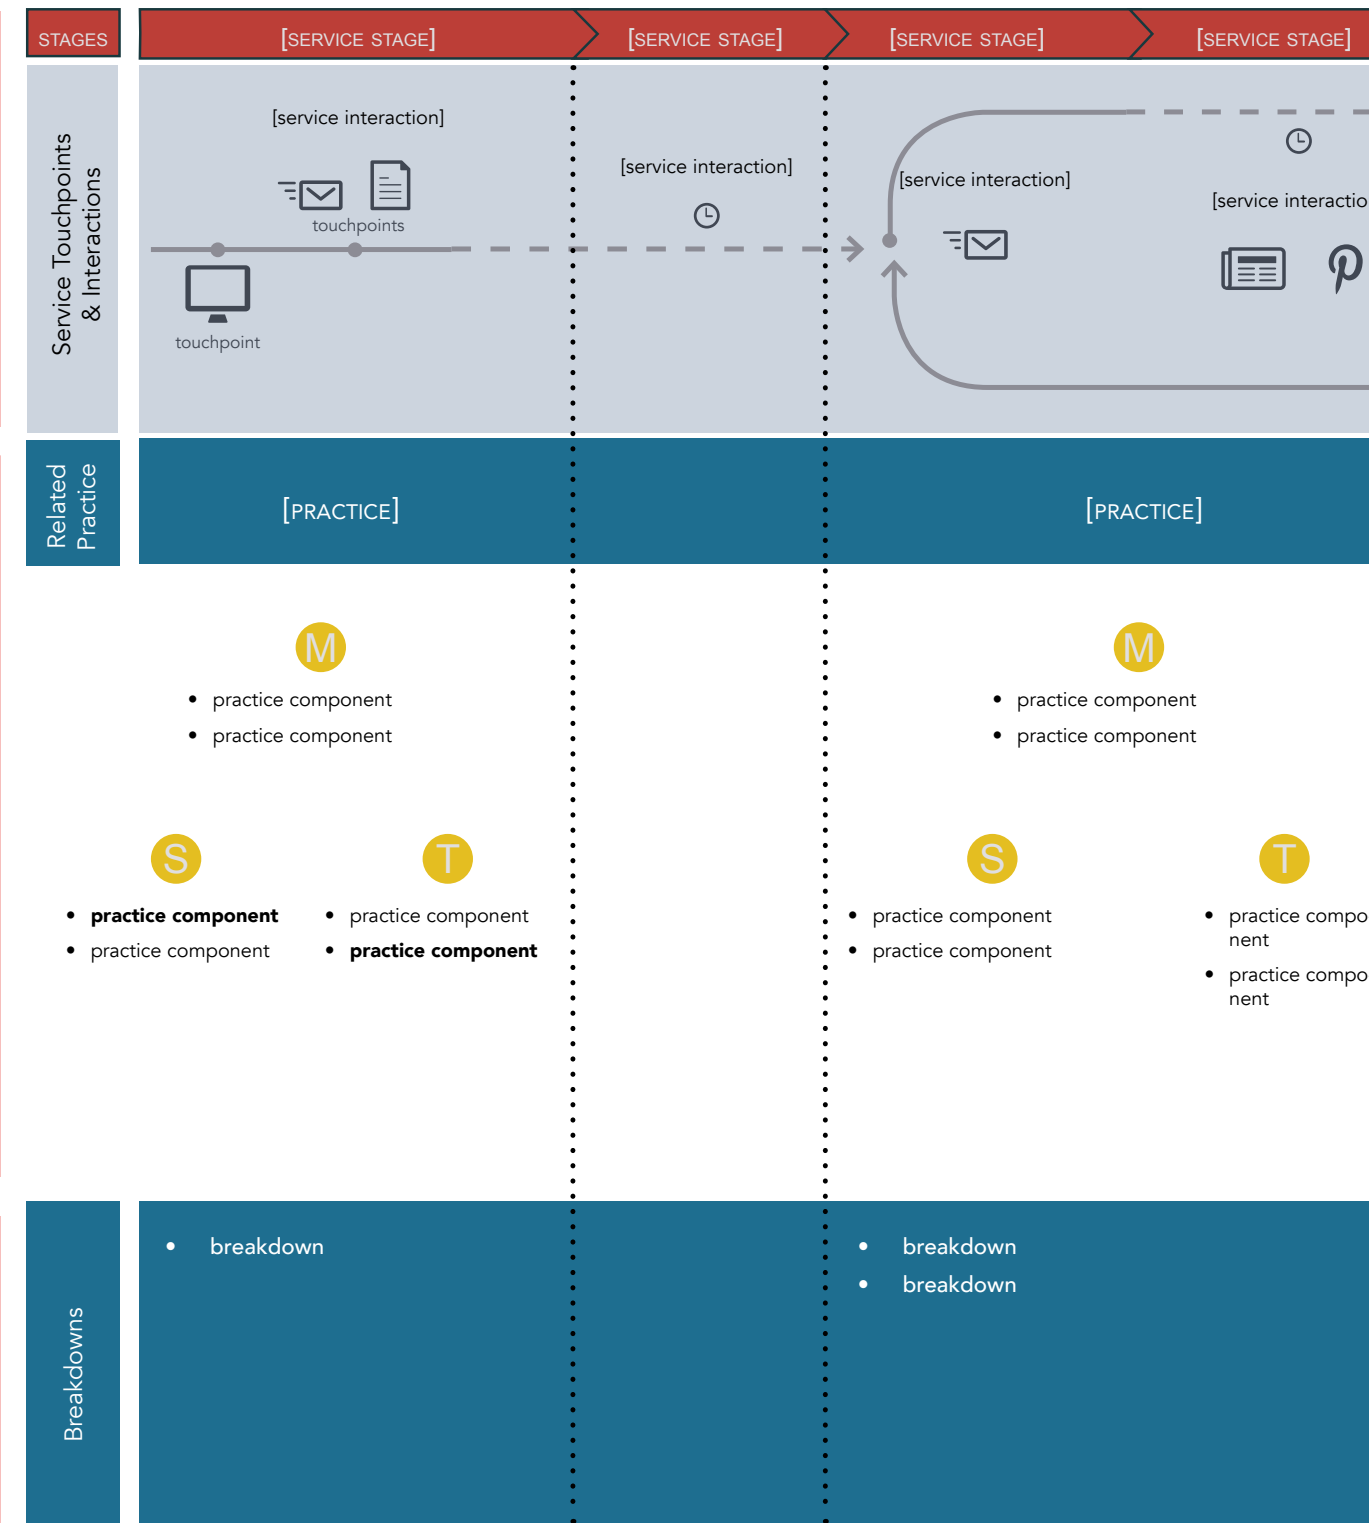 STAGES
[SERVICE STAGE]
[SERVICE STAGE]
[SERVICE STAGE]
[SERVICE STAGE]
Service Touchpoints
& Interactions
[service interaction]
touchpoints
touchpoint
[service interaction]
[service interaction]
[service interactio
Related
Practice
[PRACTICE]
[PRACTICE]
M
• practice component
• practice component
S
• practice component
• practice component
T
• practice component
• practice component
M
• practice component
• practice component
S
• practice component
• practice component
T
• practice compo
nent
• practice compo
nent
Breakdowns
• breakdown
• breakdown
• breakdown